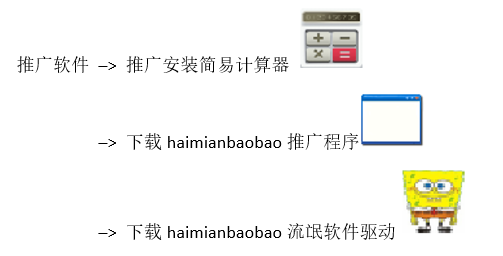 推广软件 –> 推广安装简易计算器
–> 下载 haimianbaobao 推广程序
–> 下载 haimianbaobao 流氓软件驱动